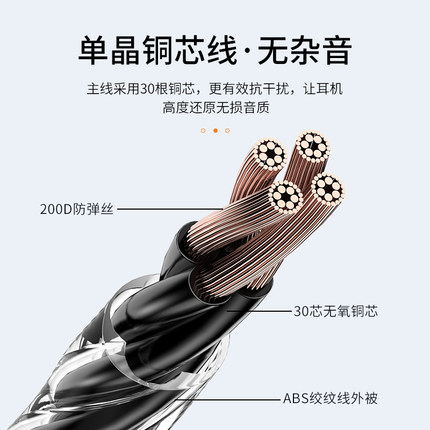 单晶铜芯线·无杂音
主线采用30根铜芯，更有效抗干扰，让耳机
高度还原无损音质
200D防弹丝
30芯无氧铜芯
ABS绞纹线外被